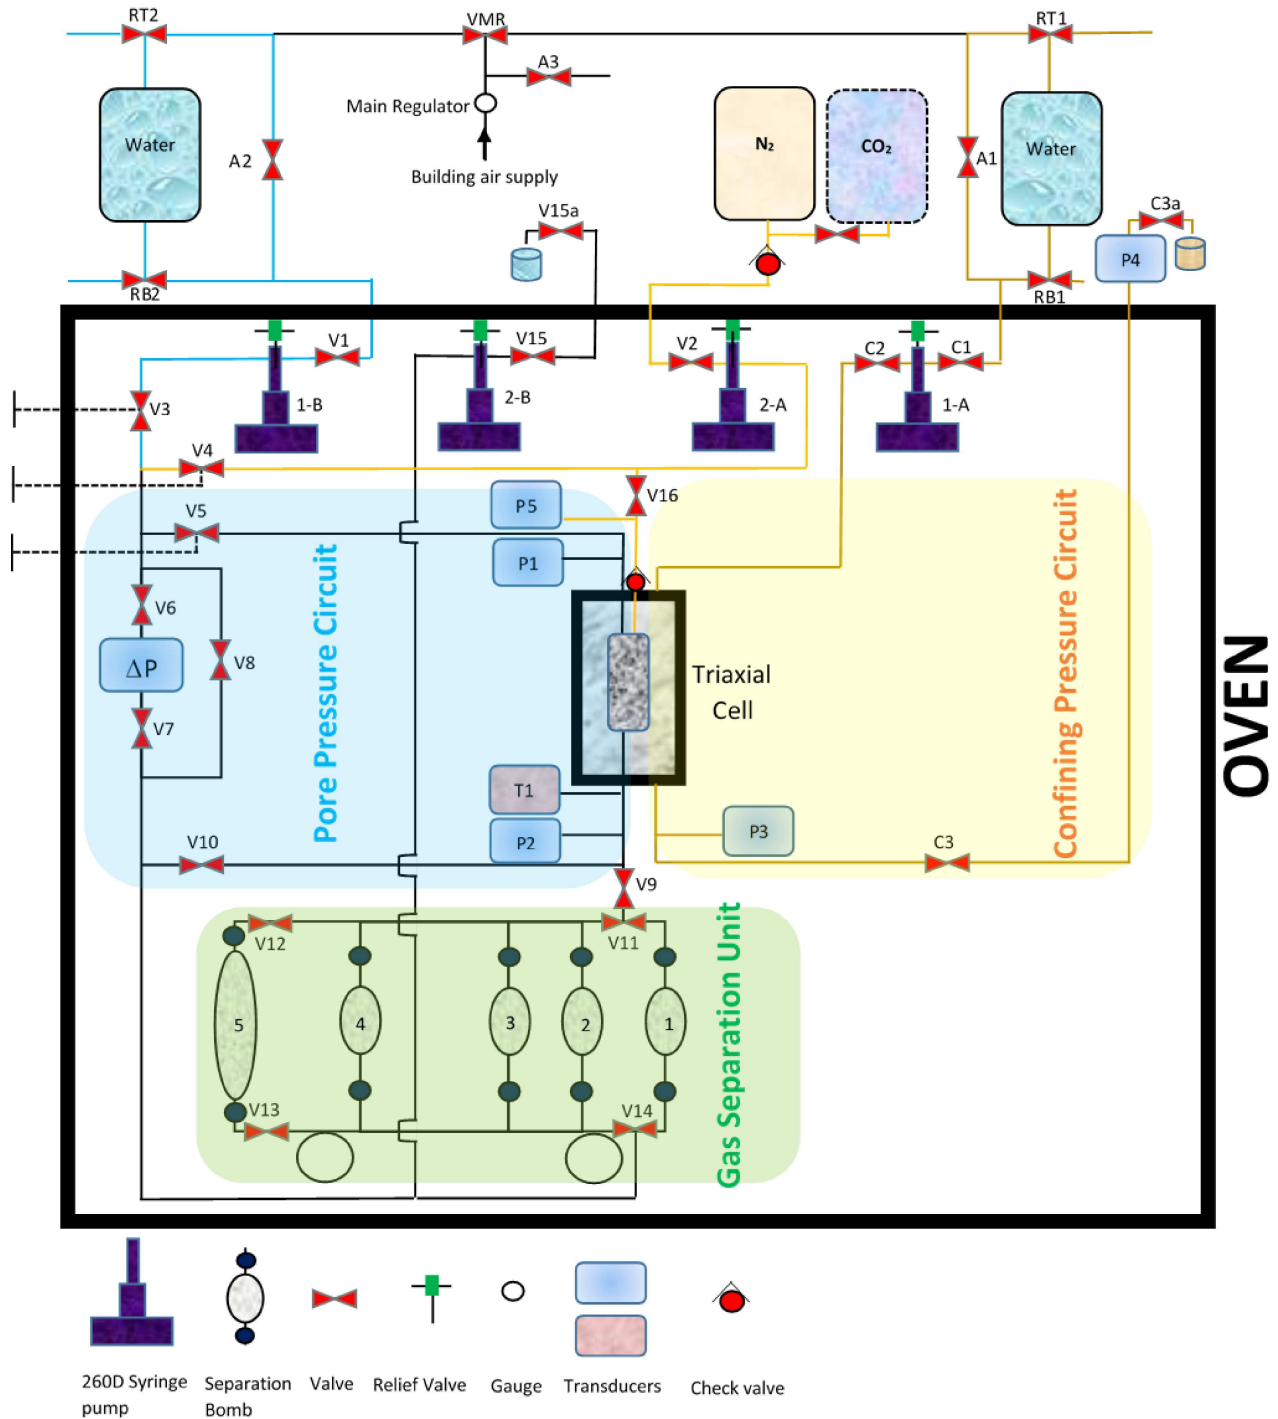 RT2
VMR
RT1
A3
Main Regulator
Water
A2
N₂
CO₂
A1
Water
Building air supply
V15a
C3a
P4
RB2
RB1
V1
V15
V2
C2
C1
V3
1-B
2-B
2-A
1-A
V4
V16
P5
V5
P1
V6
ΔP
V8
V7
Pore Pressure Circuit
Triaxial
Cell
Confining Pressure Circuit
OVEN
T1
P2
P3
V10
C3
V9
V12
V11
5
4
3
2
1
Gas Separation Unit
V13
V14
260D Syringe
pump
Separation
Bomb
Valve
Relief Valve
Gauge
Transducers
Check valve